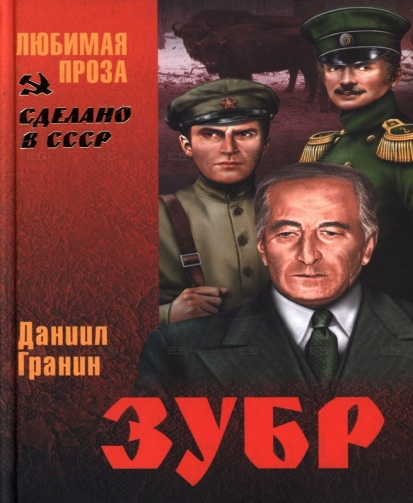 ЛЮБИМАЯ
ПРОЗА
СДЕЛАНО
В СССР
Даниил
Гранин
ЗУБР